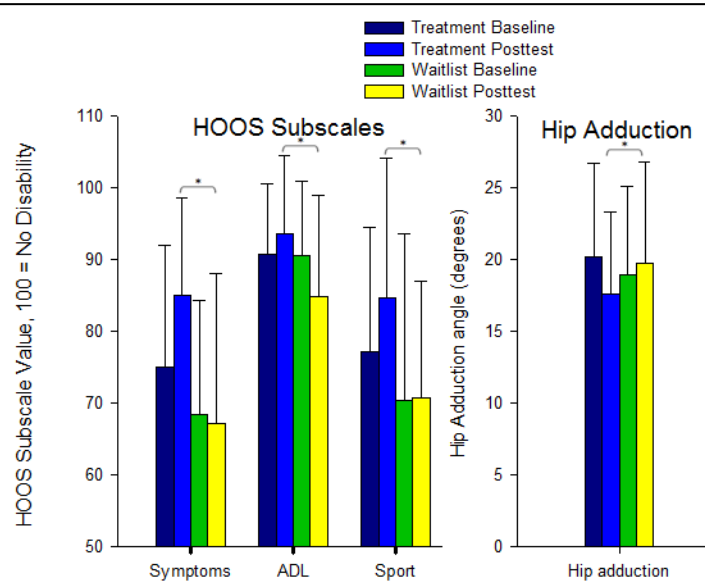 Treatment Baseline
Treatment Posttest
Waitlist Baseline
Waitlist Posttest
HOOS Subscales
HOOS Subscale Value, 100 = No Disability
110
100
90
80
70
60
50
*
*
*
Symptoms ADL Sport
Hip Adduction
Hip Adduction angle (degrees)
30
25
20
15
10
5
0
*
Hip adduction